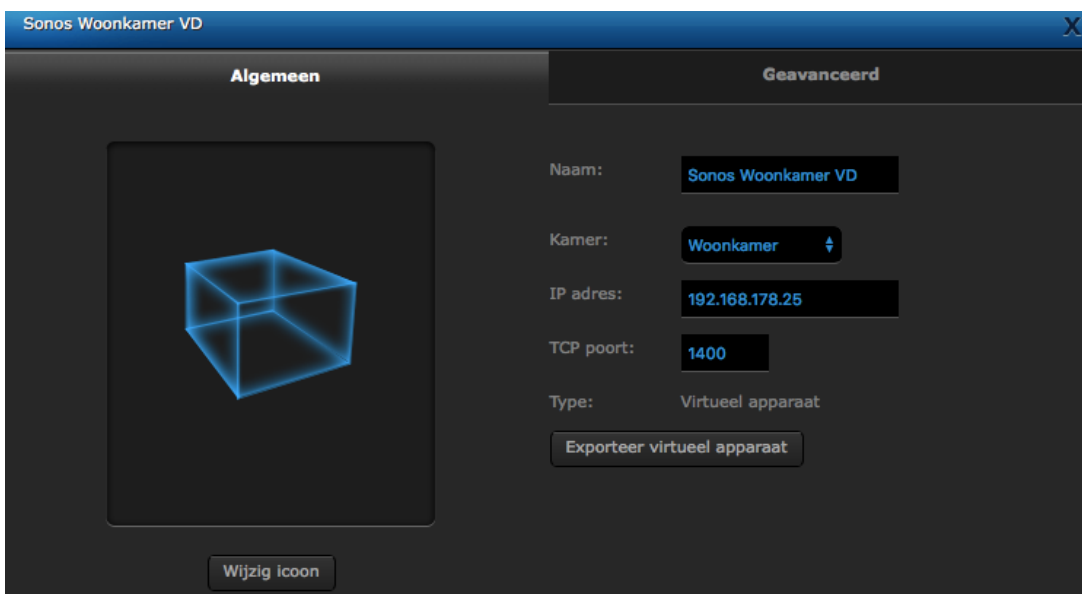 Sonos Woonkamer VD
X
Algemeen
Geavanceerd
Naam:
Sonos Woonkamer VD
Kamer:
Woonkamer
IP adres:
192.168.178.25
TCP poort:
1400
Type:
Virtueel apparaat
Exporteer virtueel apparaat
Wijzig icoon